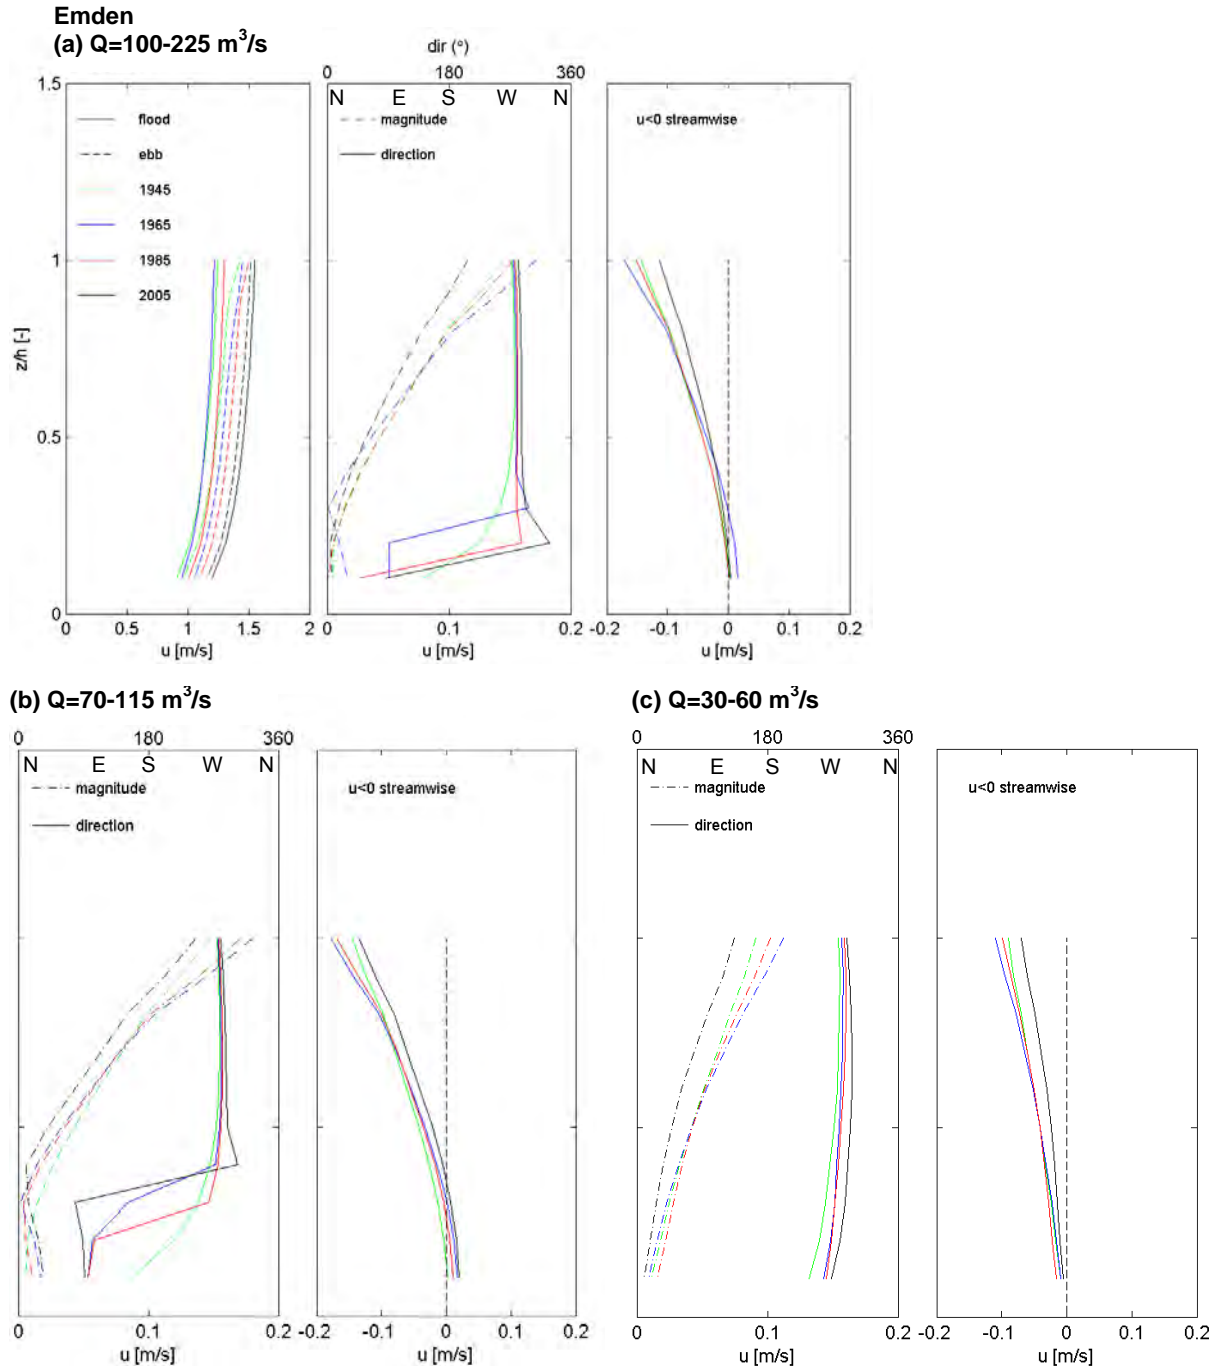 Emden
(a) Q=100-225 m³/s
dir (°)
0 180 360
1.5
N E S W N
flood
ebb
1945
1965
1985
2005
magnitude
direction
u<0 streamwise
1
z/h [-]
0.5
0
0 0.5 1 1.5 2
u [m/s]
0 0.1 0.2
u [m/s]
-0.2 -0.1 0 0.1 0.2
u [m/s]
(b) Q=70-115 m³/s
0 180 360
N E S W N
magnitude
direction
u<0 streamwise
0 0.1 0.2
u [m/s]
-0.2 -0.1 0 0.1 0.2
u [m/s]
(c) Q=30-60 m³/s
0 180 360
N E S W N
magnitude
direction
u<0 streamwise
0 0.1 0.2
u [m/s]
-0.2 -0.1 0 0.1 0.2
u [m/s]